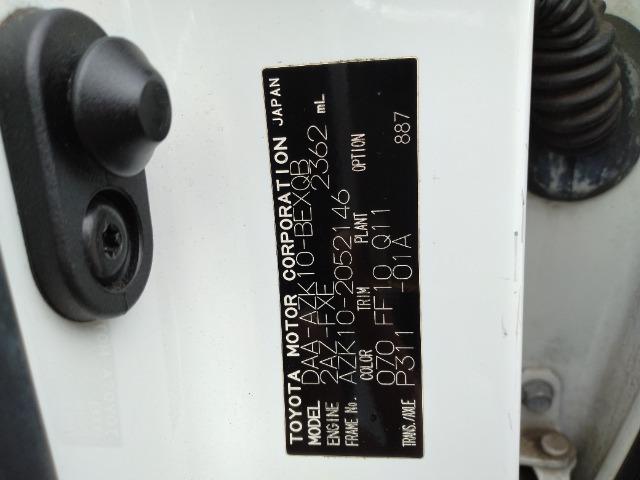 TOYOTA MOTOR CORPORATION JAPAN
MODEL DAA-AZK10-BEXQB
ENGINE 2AZ-FXE 2362 mL
FRAME No. AZK10-2052146
COLOR TRIM PLANT OPTION
070 FF10 Q11
TRANS./AXLE P311 -01A 887